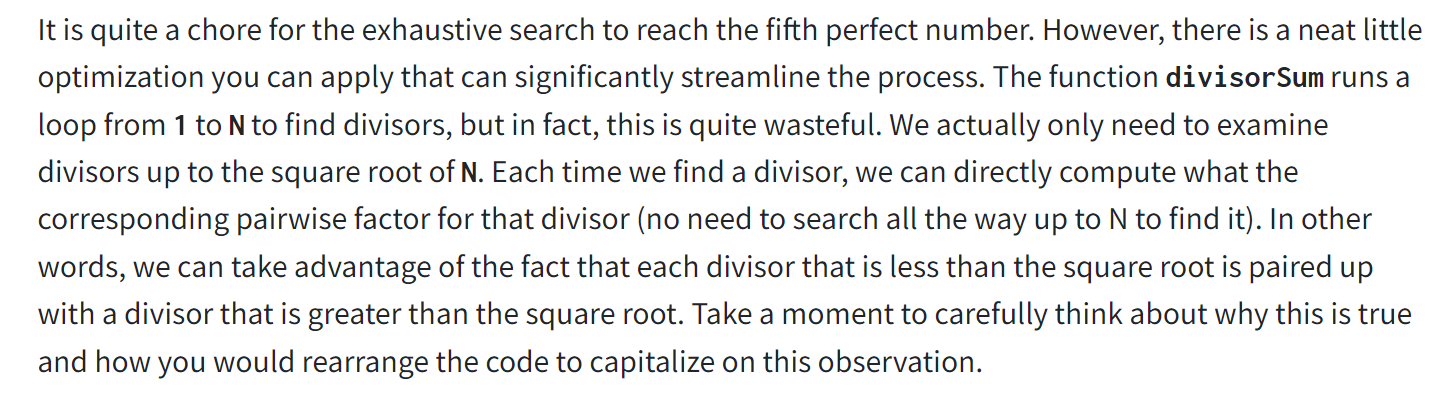 It is quite a chore for the exhaustive search to reach the fifth perfect number. However, there is a neat little
optimization you can apply that can significantly streamline the process. The function divisorSum runs a
loop from 1 to N to find divisors, but in fact, this is quite wasteful. We actually only need to examine
divisors up to the square root of N. Each time we find a divisor, we can directly compute what the
corresponding pairwise factor for that divisor (no need to search all the way up to N to find it). In other
words, we can take advantage of the fact that each divisor that is less than the square root is paired up
with a divisor that is greater than the square root. Take a moment to carefully think about why this is true
and how you would rearrange the code to capitalize on this observation.